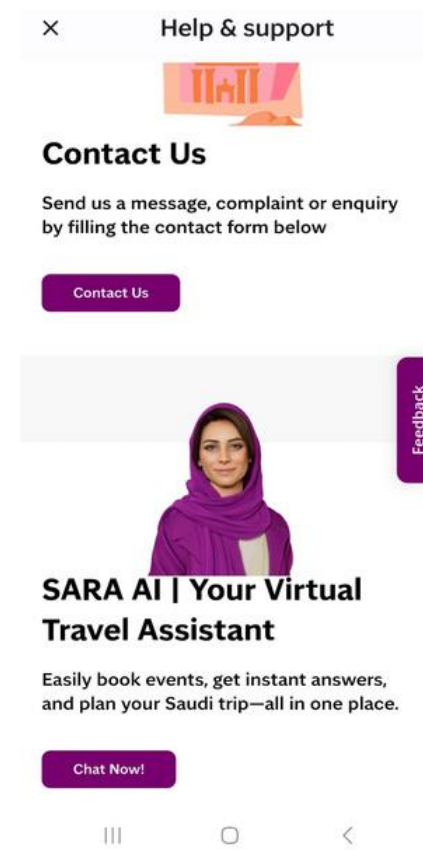 Help & support
Contact Us
Send us a message, complaint or enquiry
by filling the contact form below
Contact Us
Feedback
SARA AI | Your Virtual
Travel Assistant
Easily book events, get instant answers,
and plan your Saudi trip—all in one place.
Chat Now!